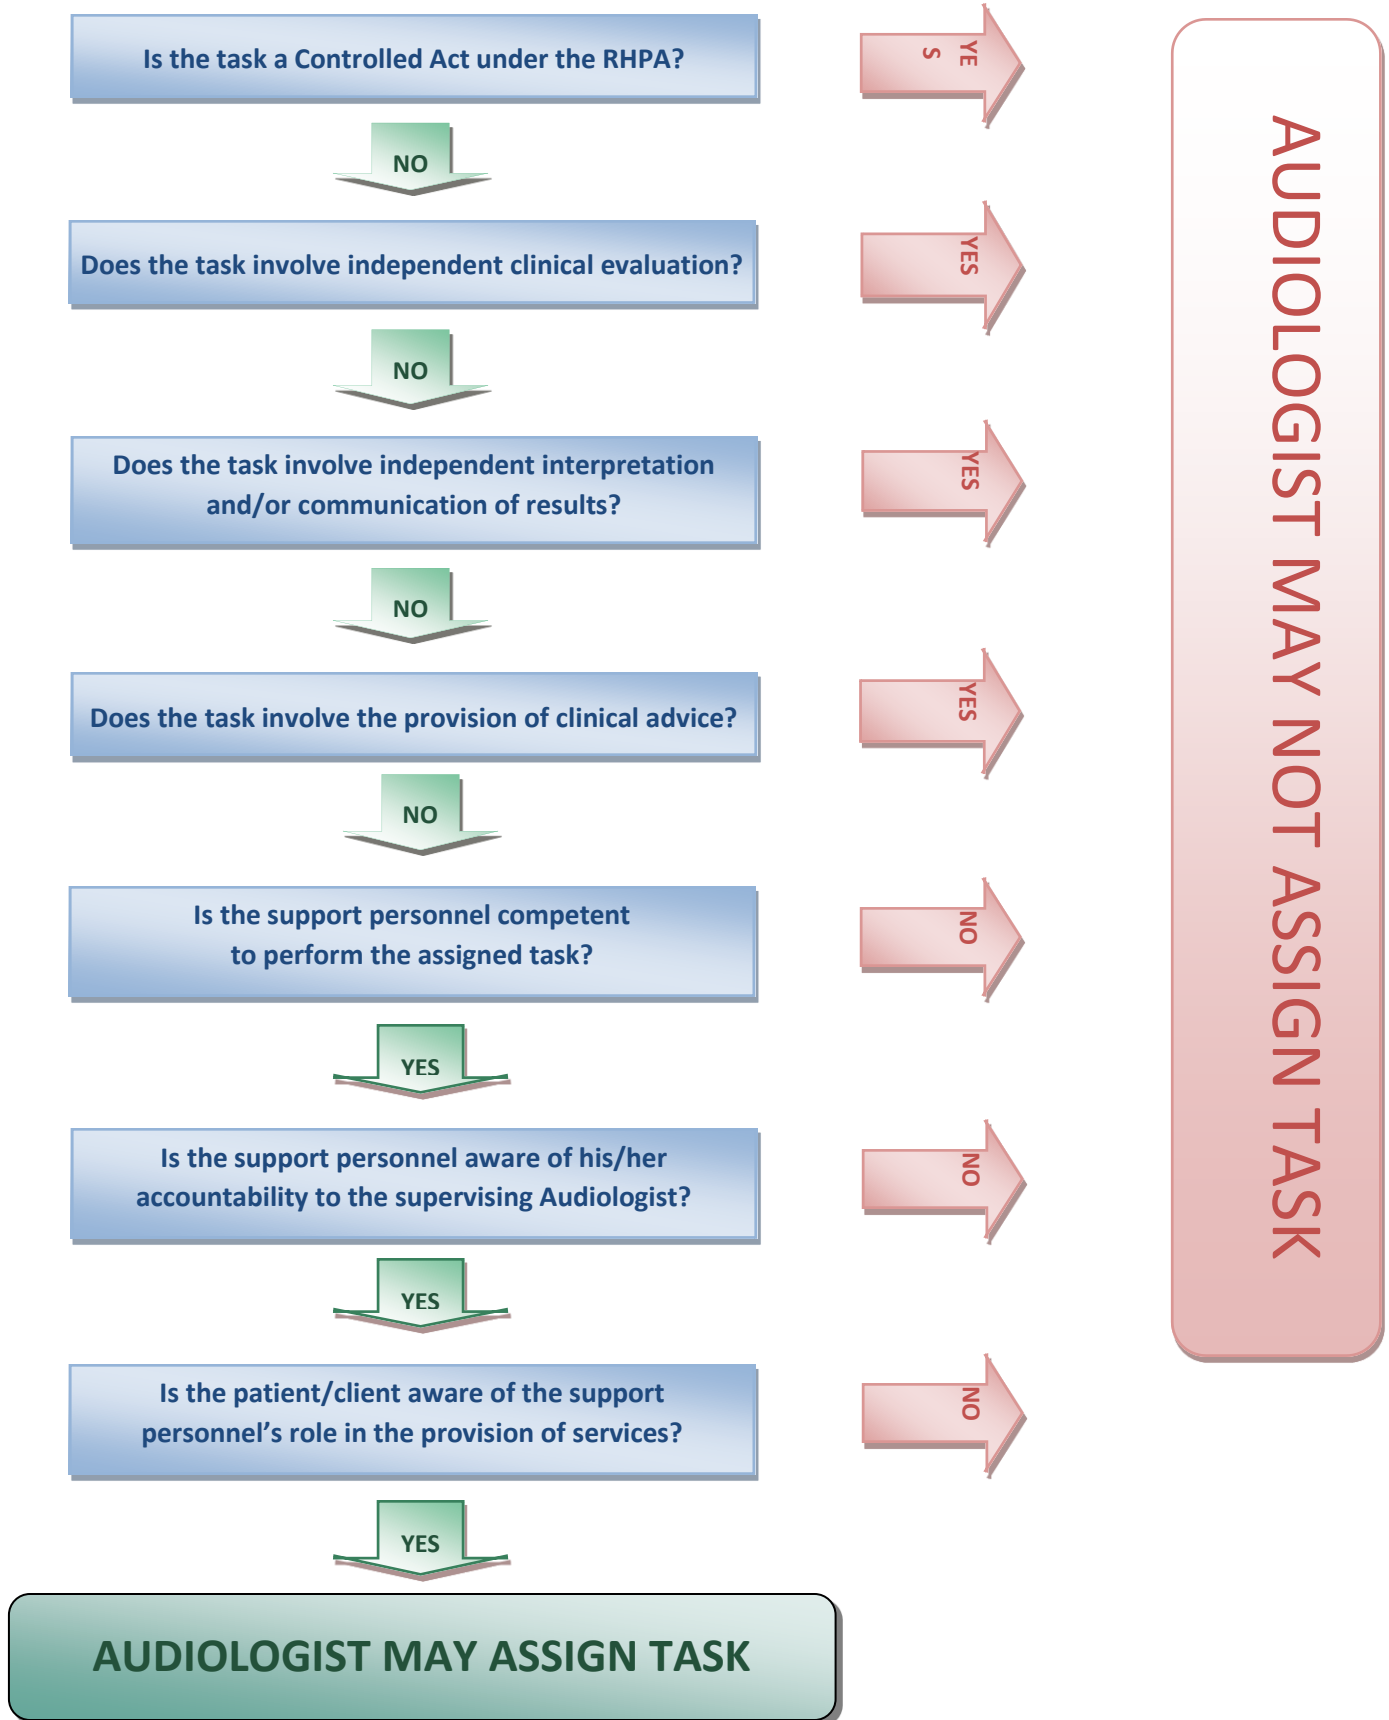 Is the task a Controlled Act under the RHPA?
YE
S
NO
Does the task involve independent clinical evaluation?
YES
NO
Does the task involve independent interpretation
and/or communication of results?
YES
NO
Does the task involve the provision of clinical advice?
YES
NO
Is the support personnel competent
to perform the assigned task?
NO
YES
Is the support personnel aware of his/her
accountability to the supervising Audiologist?
NO
YES
Is the patient/client aware of the support
personnel’s role in the provision of services?
NO
YES
AUDIOLOGIST MAY ASSIGN TASK
AUDIOLOGIST MAY NOT ASSIGN TASK